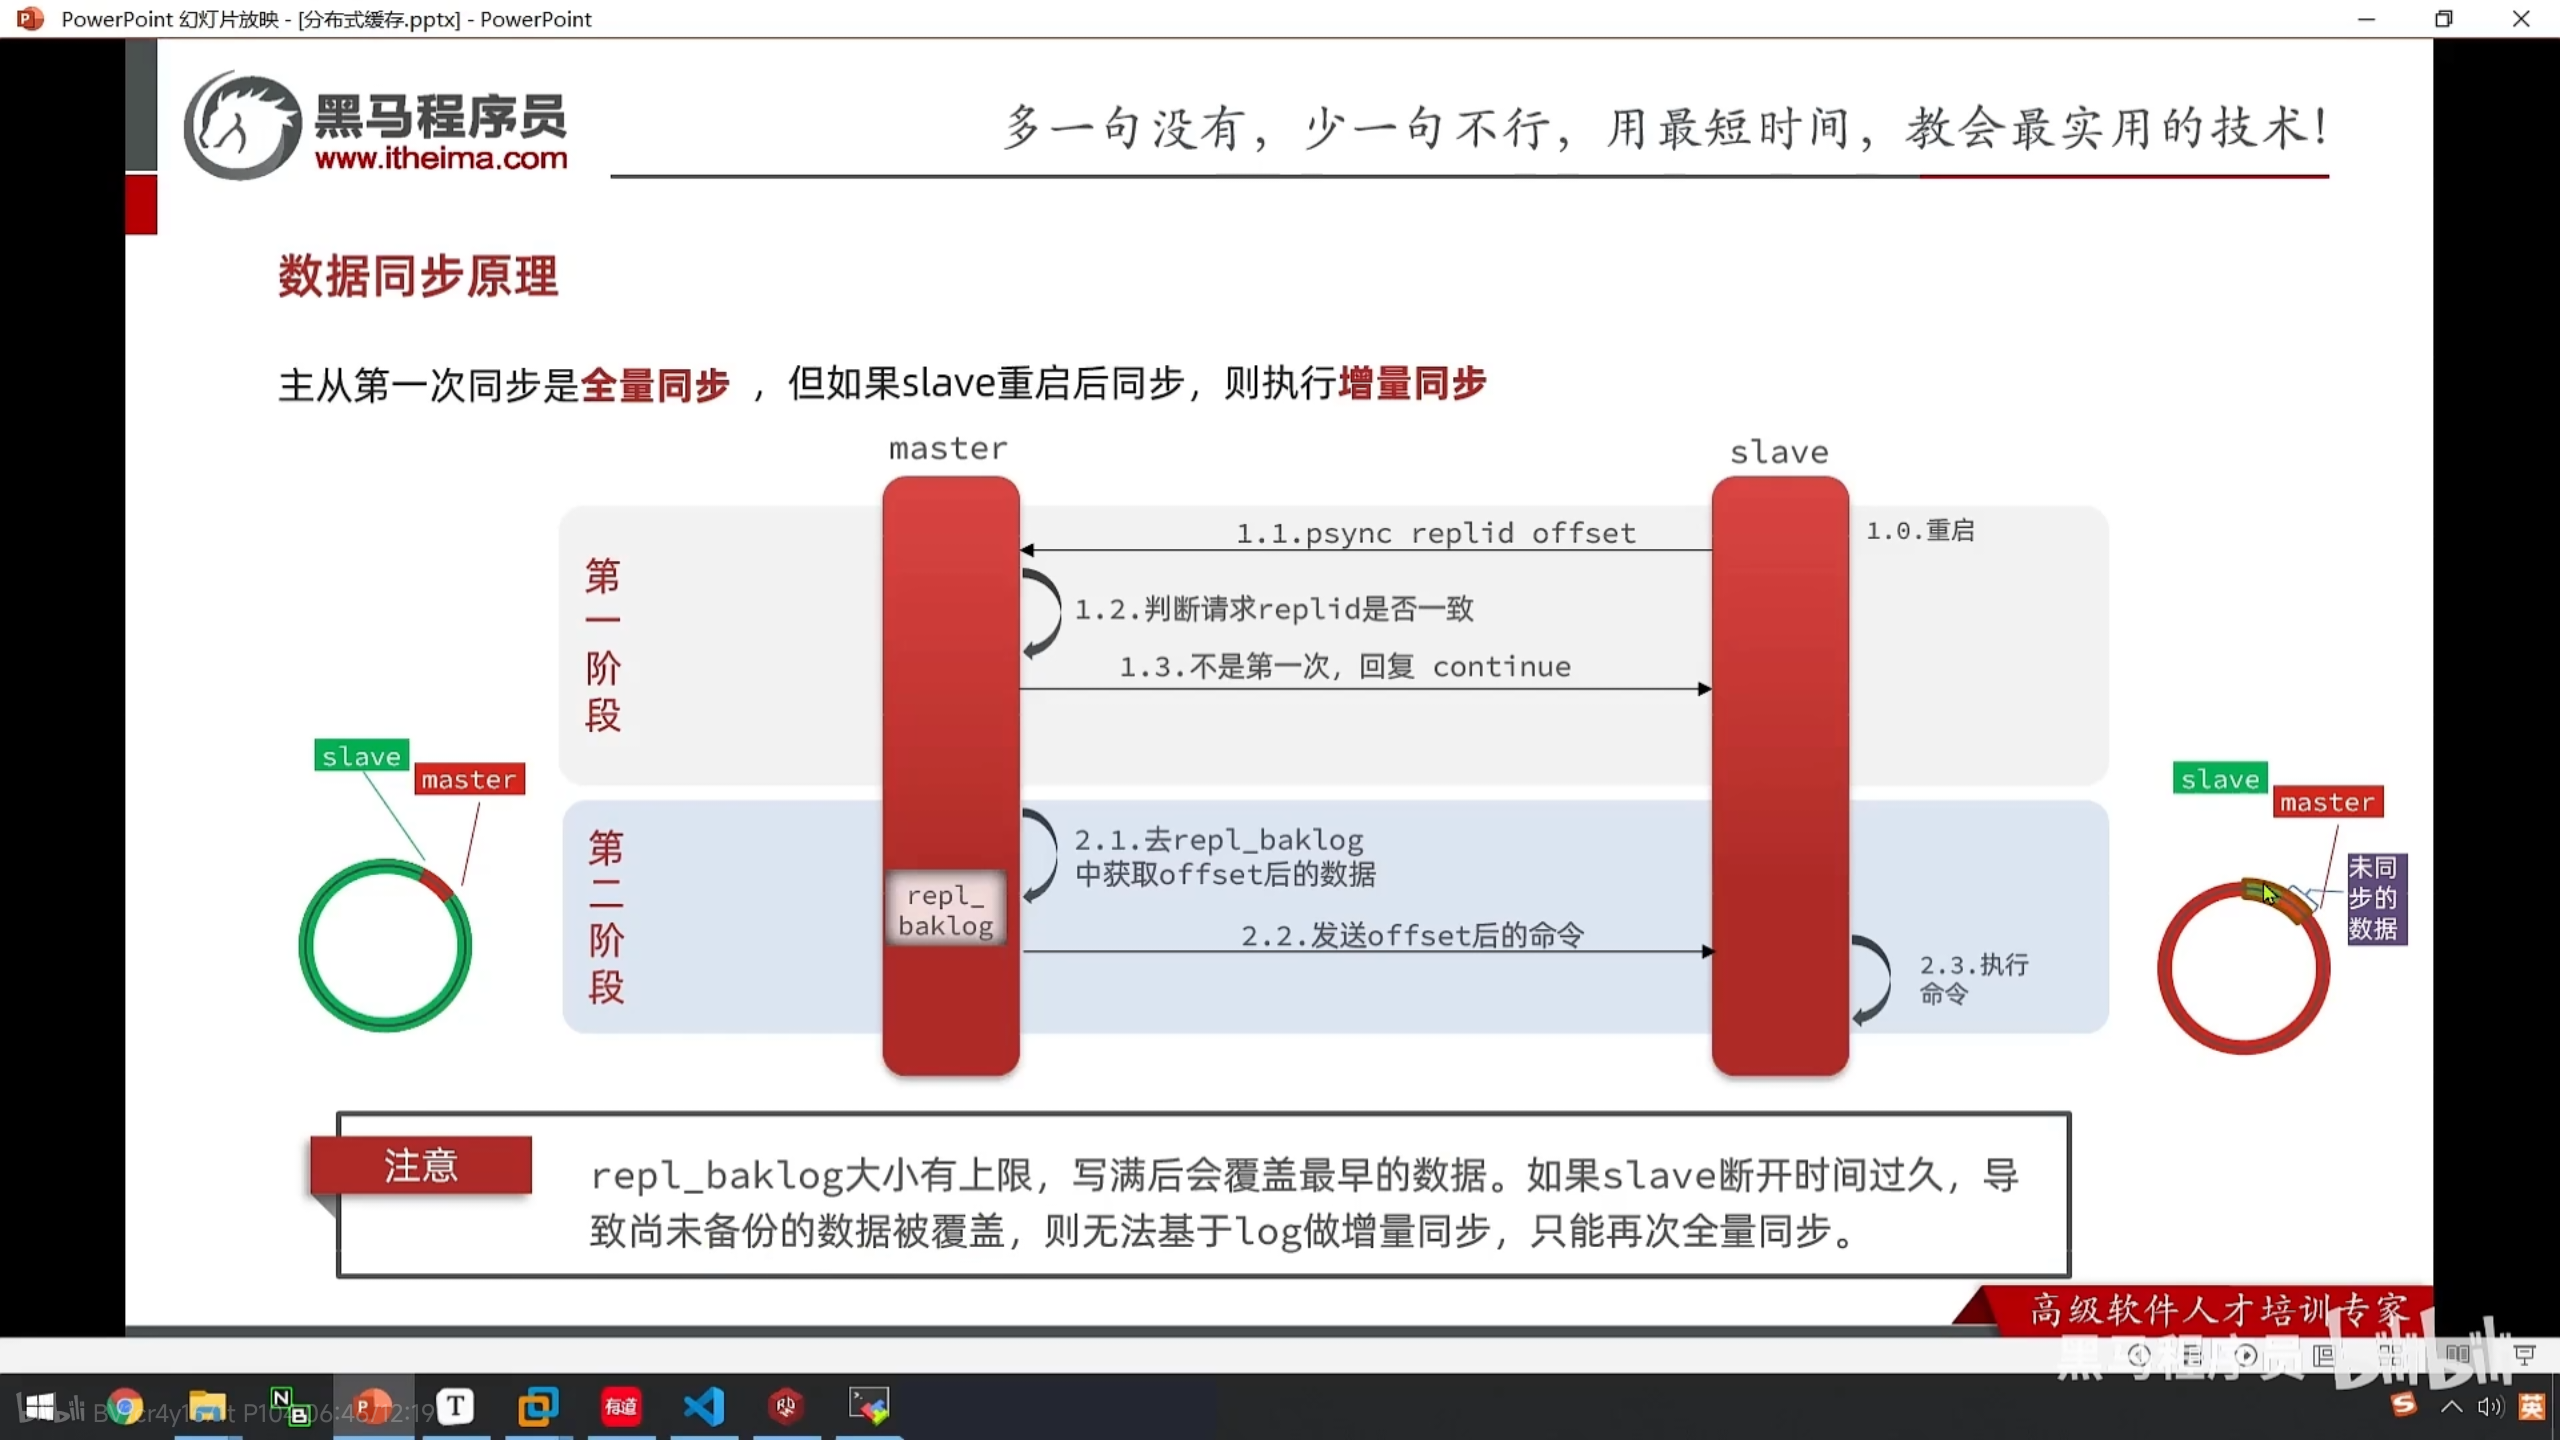 PowerPoint 幻灯片放映 - [分布式缓存.pptx] - PowerPoint
黑马程序员
www.itheima.com
多一句没有，少一句不行，用最短时间，教会最实用的技术！
数据同步原理
主从第一次同步是全量同步 ，但如果slave重启后同步，则执行增量同步
master
slave
第一阶段
1.0.重启
1.1.psync replid offset
1.2.判断请求replid是否一致
1.3.不是第一次，回复 continue
第二阶段
2.1.去repl_baklog
中获取offset后的数据
repl_
baklog
2.2.发送offset后的命令
2.3.执行
命令
slave
master
slave
master
未同
步的
数据
注意
repl_baklog大小有上限，写满后会覆盖最早的数据。如果slave断开时间过久，导
致尚未备份的数据被覆盖，则无法基于log做增量同步，只能再次全量同步。
高级软件人才培训专家
黑马程序员 bilibili
有道
英